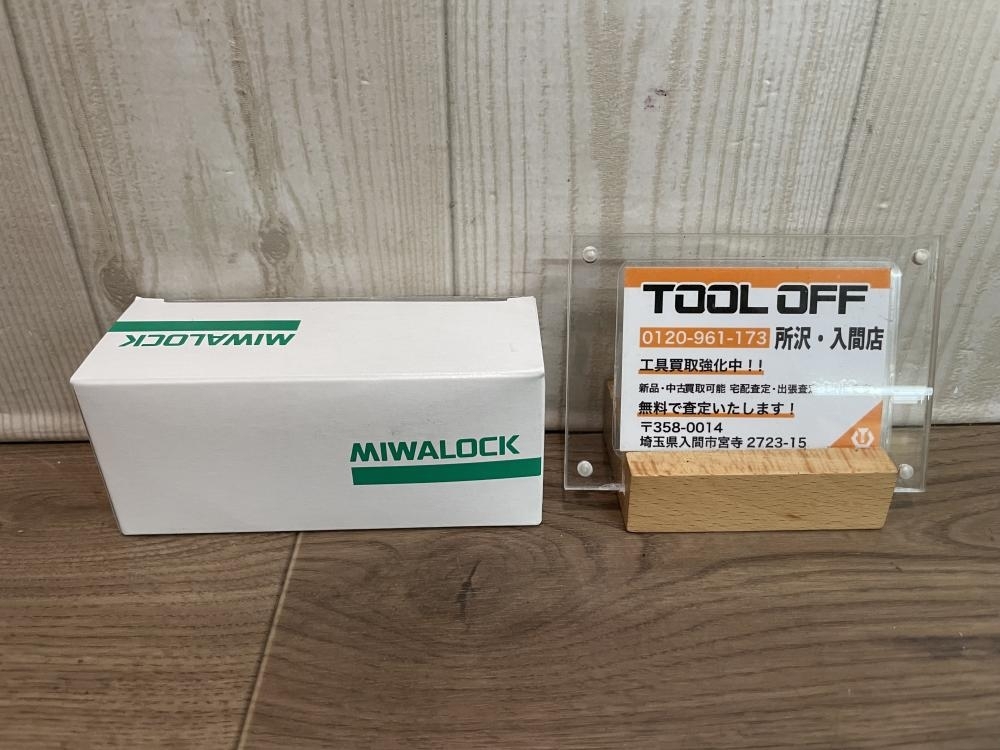 MIWALOCK
MIWALOCK
TOOL OFF
0120-961-173 所沢・入間店
工具買取強化中！！
新品・中古買取可能 宅配査定・出張査定
無料で査定いたします！
〒358-0014
埼玉県入間市宮寺 2723-15